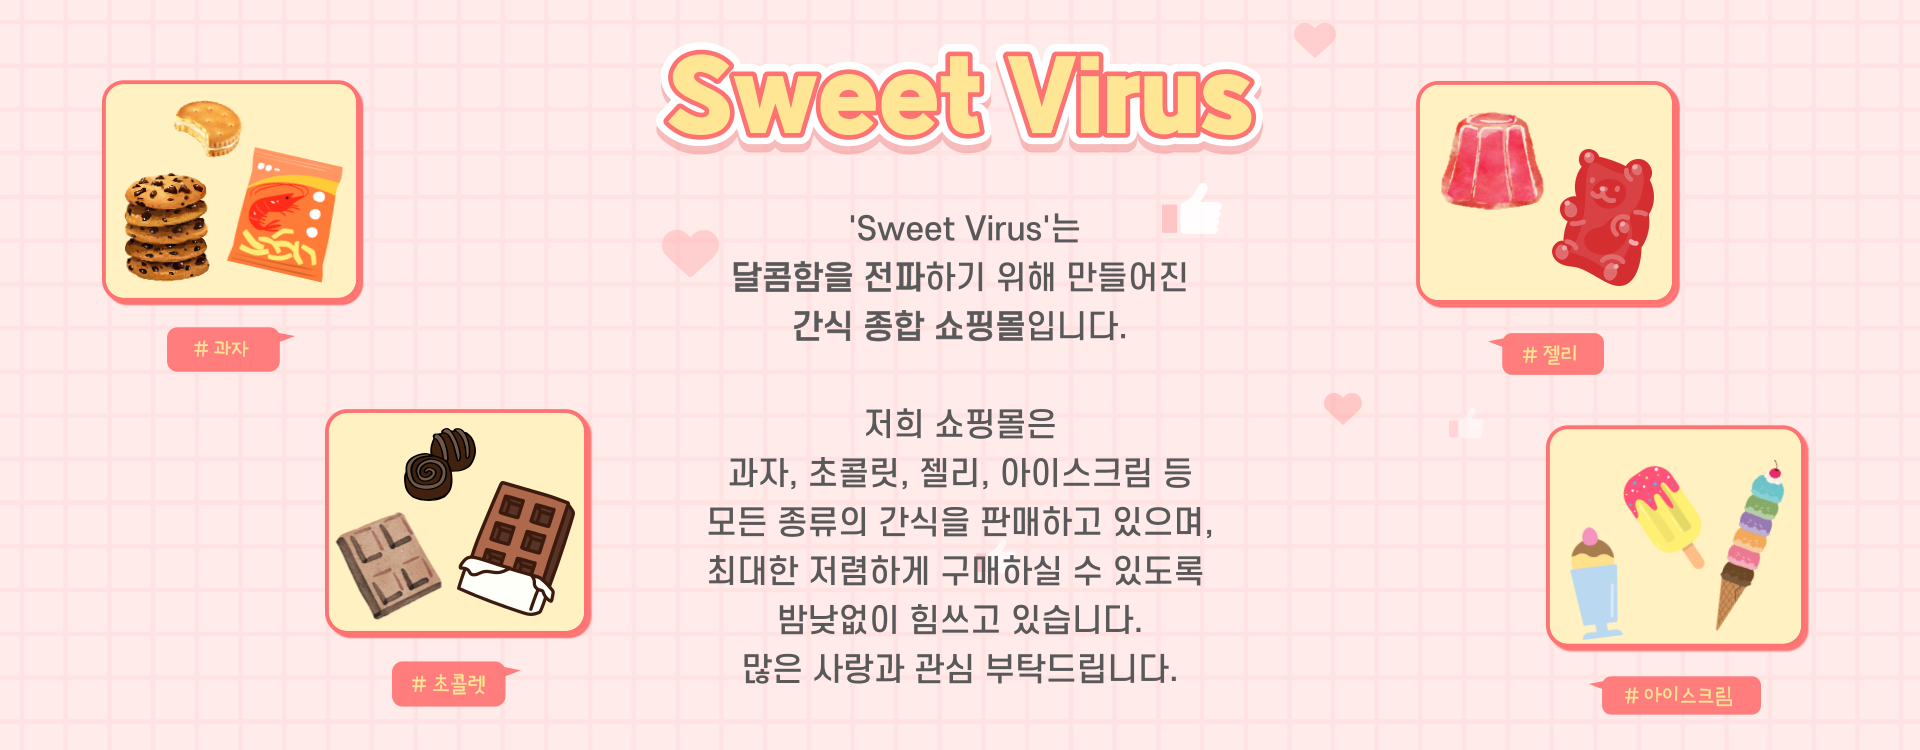 Sweet Virus
'Sweet Virus'는
달콤함을 전파하기 위해 만들어진
간식 종합 쇼핑몰입니다.
저희 쇼핑몰은
과자, 초콜릿, 젤리, 아이스크림 등
모든 종류의 간식을 판매하고 있으며,
최대한 저렴하게 구매하실 수 있도록
밤낮없이 힘쓰고 있습니다.
많은 사랑과 관심 부탁드립니다.
# 과자
# 초콜렛
# 젤리
# 아이스크림